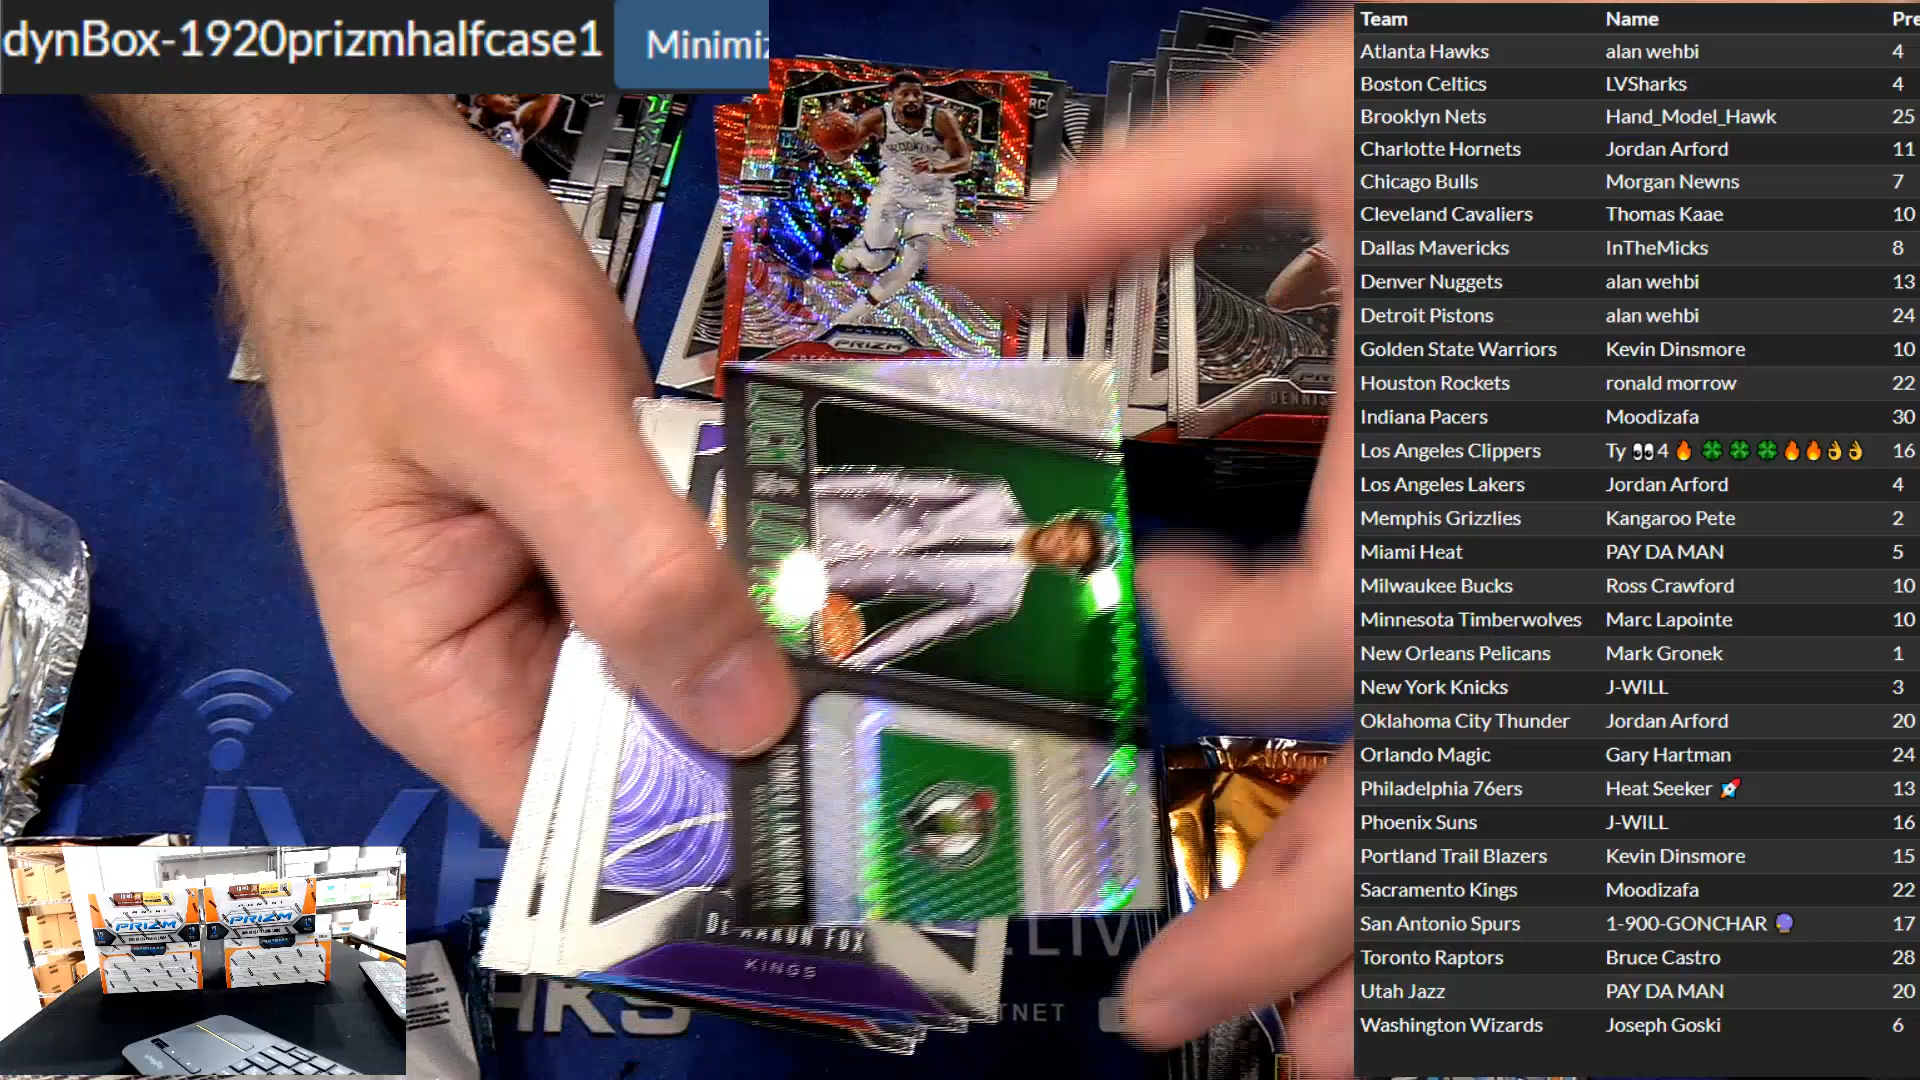 dynBox-1920prizmhalfcase1 Minimiz
Team Name Pre
Atlanta Hawks alan wehbi 4
Boston Celtics LVSharks 4
Brooklyn Nets Hand_Model_Hawk 25
Charlotte Hornets Jordan Arford 11
Chicago Bulls Morgan Newns 7
Cleveland Cavaliers Thomas Kaae 10
Dallas Mavericks InTheMicks 8
Denver Nuggets alan wehbi 13
Detroit Pistons alan wehbi 24
Golden State Warriors Kevin Dinsmore 10
Houston Rockets ronald morrow 22
Indiana Pacers Moodizafa 30
Los Angeles Clippers Ty 👀4 🔥 🍀 🍀 🍀🔥🔥👌👌 16
Los Angeles Lakers Jordan Arford 4
Memphis Grizzlies Kangaroo Pete 2
Miami Heat PAY DA MAN 5
Milwaukee Bucks Ross Crawford 10
Minnesota Timberwolves Marc Lapointe 10
New Orleans Pelicans Mark Gronek 1
New York Knicks J-WILL 3
Oklahoma City Thunder Jordan Arford 20
Orlando Magic Gary Hartman 24
Philadelphia 76ers Heat Seeker 🚀 13
Phoenix Suns J-WILL 16
Portland Trail Blazers Kevin Dinsmore 15
Sacramento Kings Moodizafa 22
San Antonio Spurs 1-900-GONCHAR 🔮 17
Toronto Raptors Bruce Castro 28
Utah Jazz PAY DA MAN 20
Washington Wizards Joseph Goski 6
RC
PRIZM
DENNIS
FOX
KINGS
PRIZM
PRIZM